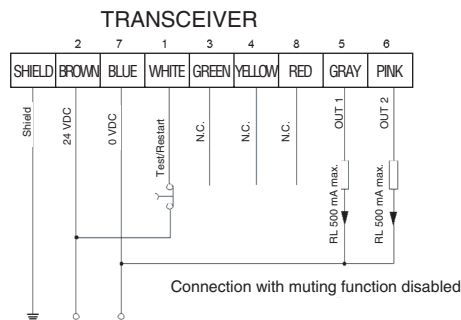 TRANSCEIVER
2 7 1 3 4 8 5 6
SHIELD BROWN BLUE WHITE GREEN YELLOW RED GRAY PINK
Shield
24 VDC
0 VDC
Test/Restart
N.C.
N.C.
N.C.
OUT 1
OUT 2
RL 500 mA max.
RL 500 mA max.
Connection with muting function disabled